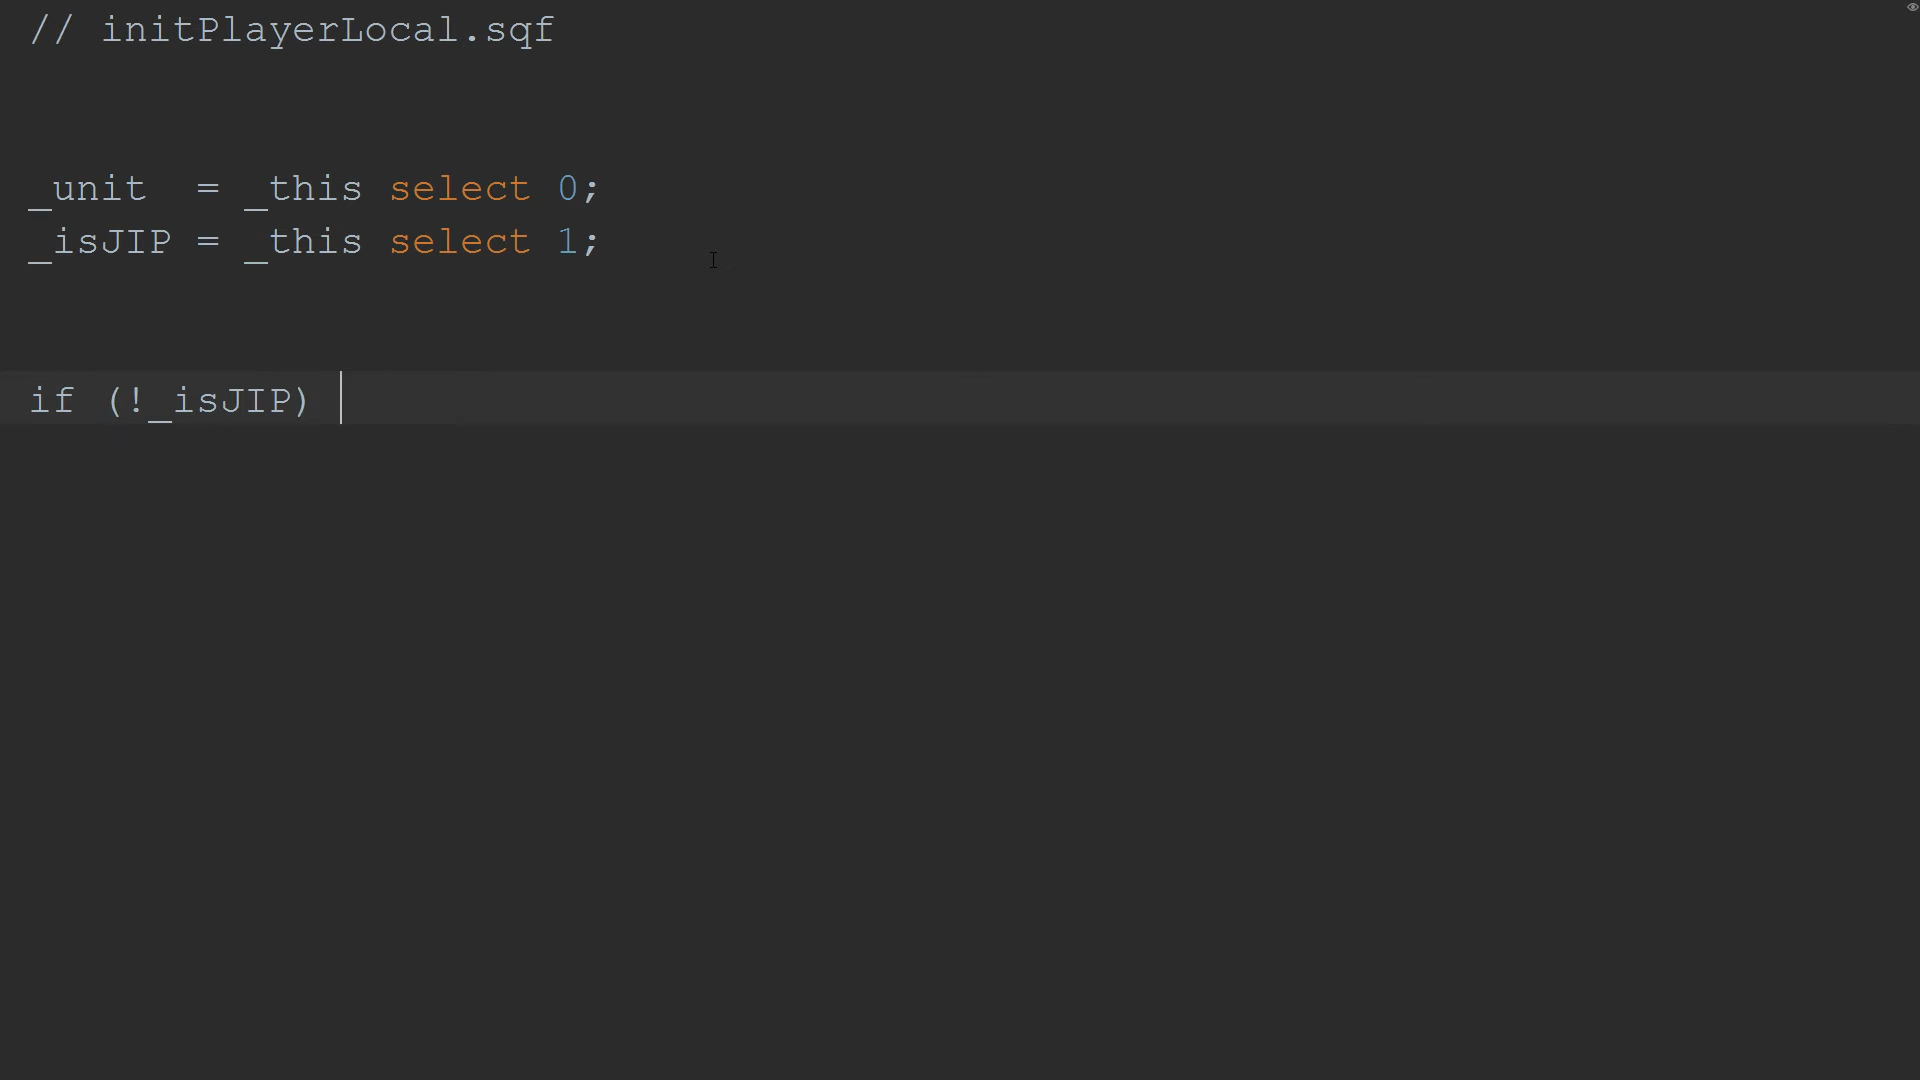 // initPlayerLocal.sqf
_unit  = _this select 0;
_isJIP = _this select 1;
if (!_isJIP)